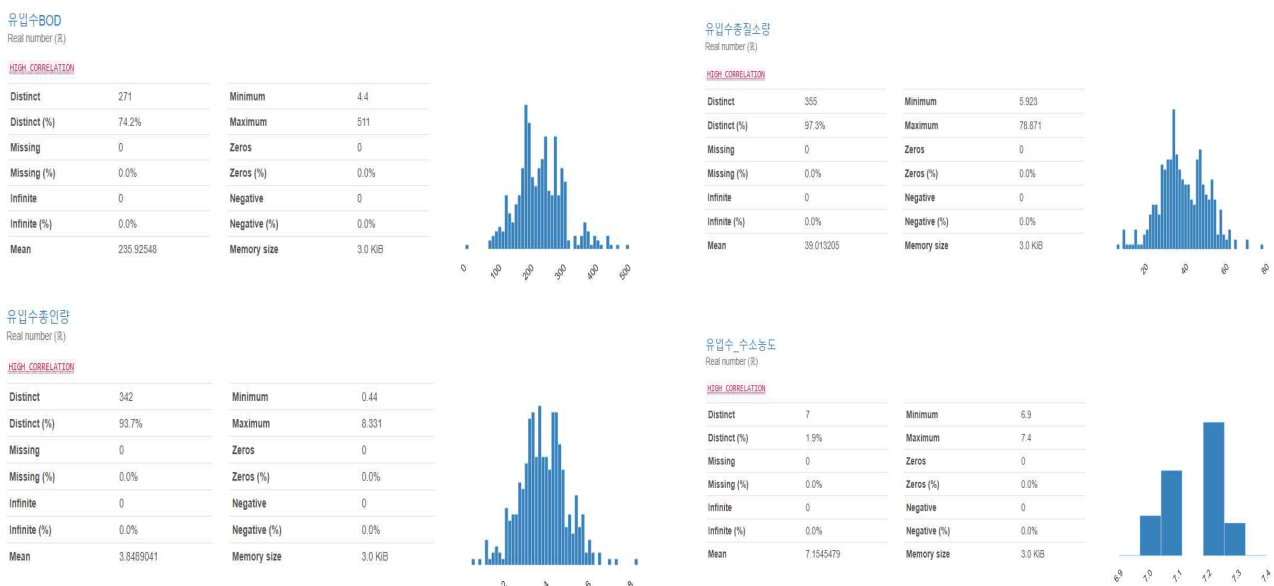 유입수BOD
Real number (ℝ)
HIGH CORRELATION
Distinct 271 Minimum 4.4
Distinct (%) 74.2% Maximum 511
Missing 0 Zeros 0
Missing (%) 0.0% Zeros (%) 0.0%
Infinite 0 Negative 0
Infinite (%) 0.0% Negative (%) 0.0%
Mean 235.92548 Memory size 3.0 KiB
0 100 200 300 400 500
유입수총질소량
Real number (ℝ)
HIGH CORRELATION
Distinct 355 Minimum 5.923
Distinct (%) 97.3% Maximum 78.871
Missing 0 Zeros 0
Missing (%) 0.0% Zeros (%) 0.0%
Infinite 0 Negative 0
Infinite (%) 0.0% Negative (%) 0.0%
Mean 39.013205 Memory size 3.0 KiB
20 40 60 80
유입수총인량
Real number (ℝ)
HIGH CORRELATION
Distinct 342 Minimum 0.44
Distinct (%) 93.7% Maximum 8.331
Missing 0 Zeros 0
Missing (%) 0.0% Zeros (%) 0.0%
Infinite 0 Negative 0
Infinite (%) 0.0% Negative (%) 0.0%
Mean 3.8489041 Memory size 3.0 KiB
2 4 6 8
유입수_수소농도
Real number (ℝ)
HIGH CORRELATION
Distinct 7 Minimum 6.9
Distinct (%) 1.9% Maximum 7.4
Missing 0 Zeros 0
Missing (%) 0.0% Zeros (%) 0.0%
Infinite 0 Negative 0
Infinite (%) 0.0% Negative (%) 0.0%
Mean 7.1545479 Memory size 3.0 KiB
6.9 7.0 7.1 7.2 7.3 7.4